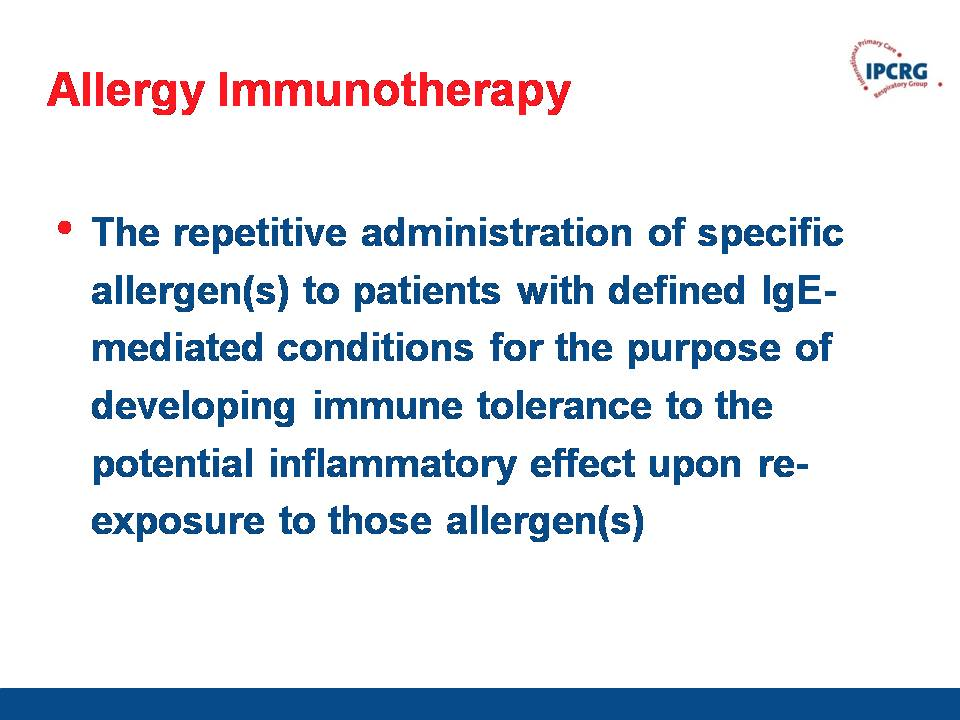 International Primary Care
IPCRG
Respiratory Group
Allergy Immunotherapy
• The repetitive administration of specific
allergen(s) to patients with defined IgE-
mediated conditions for the purpose of
developing immune tolerance to the
potential inflammatory effect upon re-
exposure to those allergen(s)